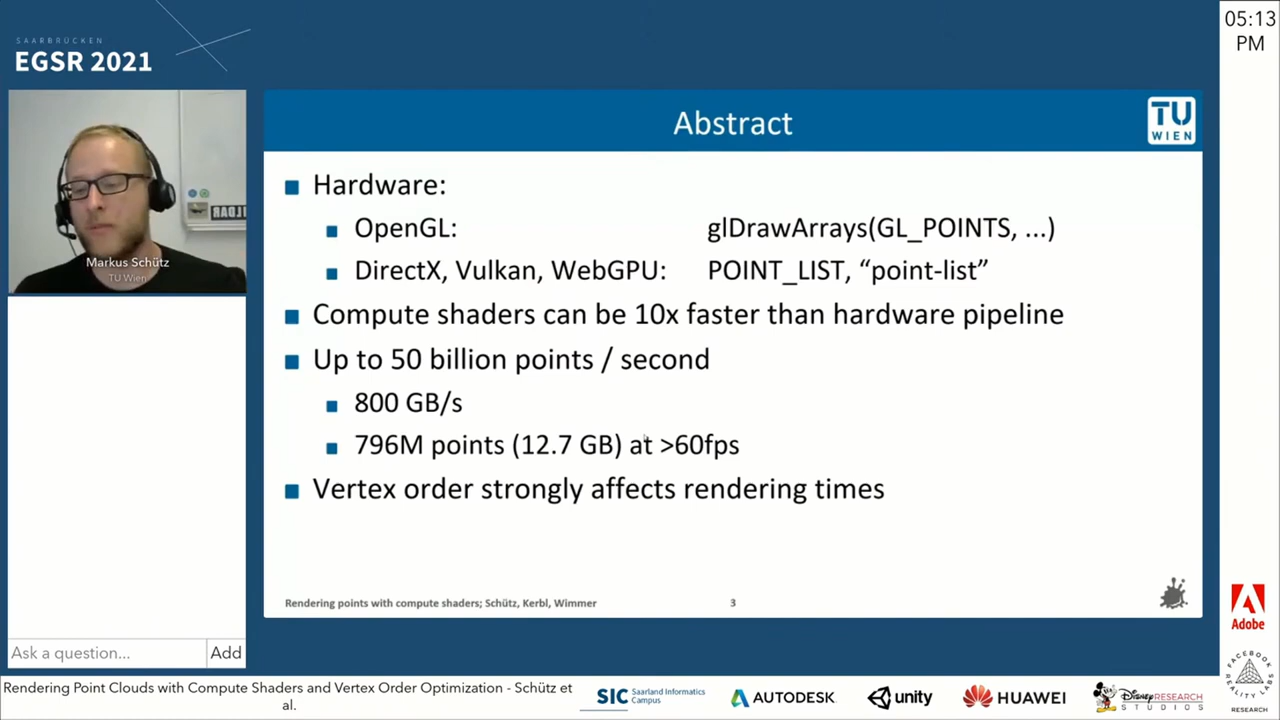 SAARBRÜCKEN
EGSR 2021
05:13
PM
Markus Schütz
TU Wien
Abstract
TU
WIEN
Hardware:
OpenGL: glDrawArrays(GL_POINTS, ...)
DirectX, Vulkan, WebGPU: POINT_LIST, “point-list”
Compute shaders can be 10x faster than hardware pipeline
Up to 50 billion points / second
800 GB/s
796M points (12.7 GB) at >60fps
Vertex order strongly affects rendering times
Rendering points with compute shaders; Schütz, Kerbl, Wimmer 3
Ask a question... Add
Rendering Point Clouds with Compute Shaders and Vertex Order Optimization - Schütz et
al.
SIC Saarland Informatics
Campus
AUTODESK
unity
HUAWEI
Disney RESEARCH
STUDIOS
Adobe
FACEBOOK
REALITY LABS
RESEARCH